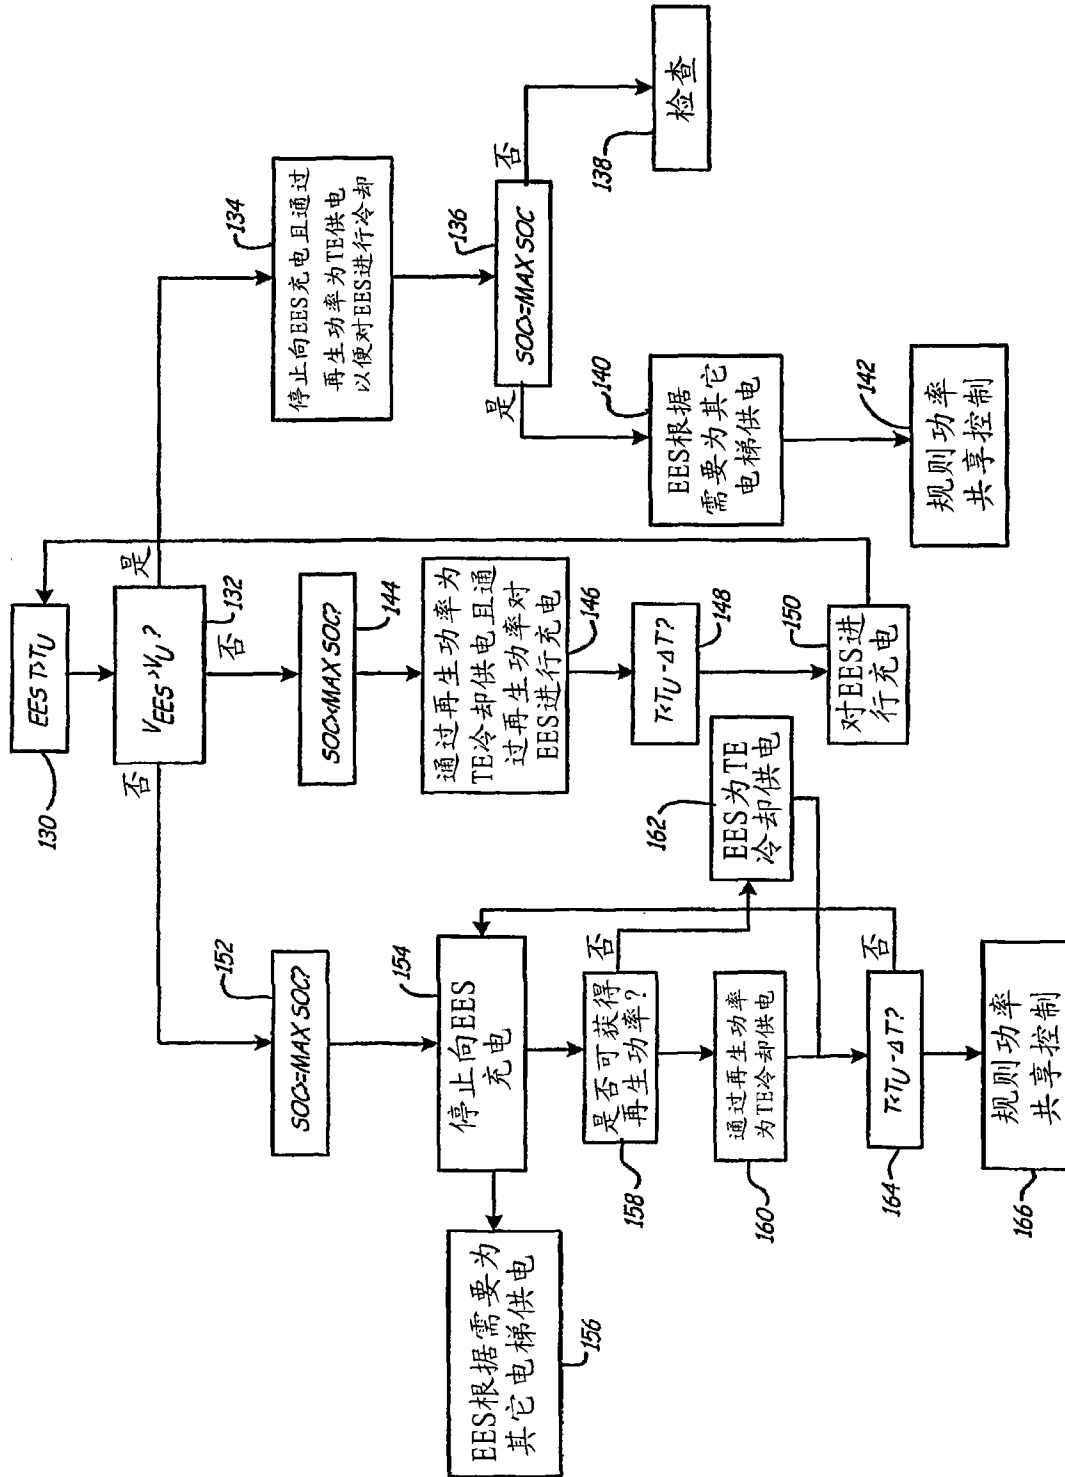 EES T>TU
130
VEES>VU?
132
是
否
否
停止向EES充电且通过
再生功率为TE供电
以便对EES进行冷却
134
SOC>=MAX SOC
136
否
是
检查
138
EES根据
需要为其它
电梯供电
140
规则功率
共享控制
142
SOC<MAX SOC?
144
通过再生功率为
TE冷却供电且通
过再生功率对
EES进行充电
146
T<TU-ΔT?
148
对EES进
行充电
150
SOC>=MAX SOC?
152
停止向EES
充电
154
EES根据需要为
其它电梯供电
156
是否可获得
再生功率?
158
否
通过再生功率
为TE冷却供电
160
EES为TE
冷却供电
162
T<TU-ΔT?
164
否
规则功率
共享控制
166